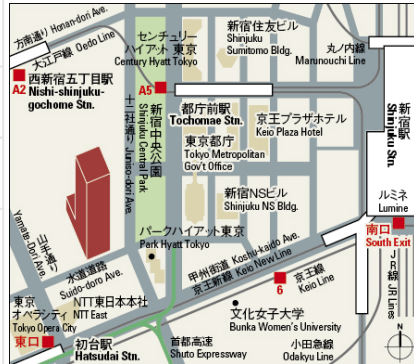 方南通り Honan-dori Ave.
大江戸線 Oedo Line
A2
西新宿五丁目駅
Nishi-shinjuku-
gochome Stn.
センチュリー
ハイアット東京
Century Hyatt Tokyo
A5
新宿住友ビル
Shinjuku
Sumitomo Bldg.
丸ノ内線
Marunouchi Line
十二社通り Juniso-dori Ave.
新宿中央公園
Shinjuku Central Park
都庁前駅
Tochomae Stn.
京王プラザホテル
Keio Plaza Hotel
東京都庁
Tokyo Metropolitan
Gov't Office
新宿駅
Shinjuku Stn.
新宿NSビル
Shinjuku NS Bldg.
ルミネ
Lumine
南口
South Exit
山手通り
Yamate-dori Ave.
パークハイアット東京
Park Hyatt Tokyo
甲州街道 Koshu-kaido Ave.
京王新線 Keio New Line
水道道路
Suido-doro Ave.
6
京王線
Keio Line
JR線 JR Lines
東京
オペラシティ
Tokyo Opera City
NTT東日本本社
NTT East
東口
初台駅
Hatsudai Stn.
文化女子大学
Bunka Women's University
首都高速
Shuto Expressway
小田急線
Odakyu Line
N